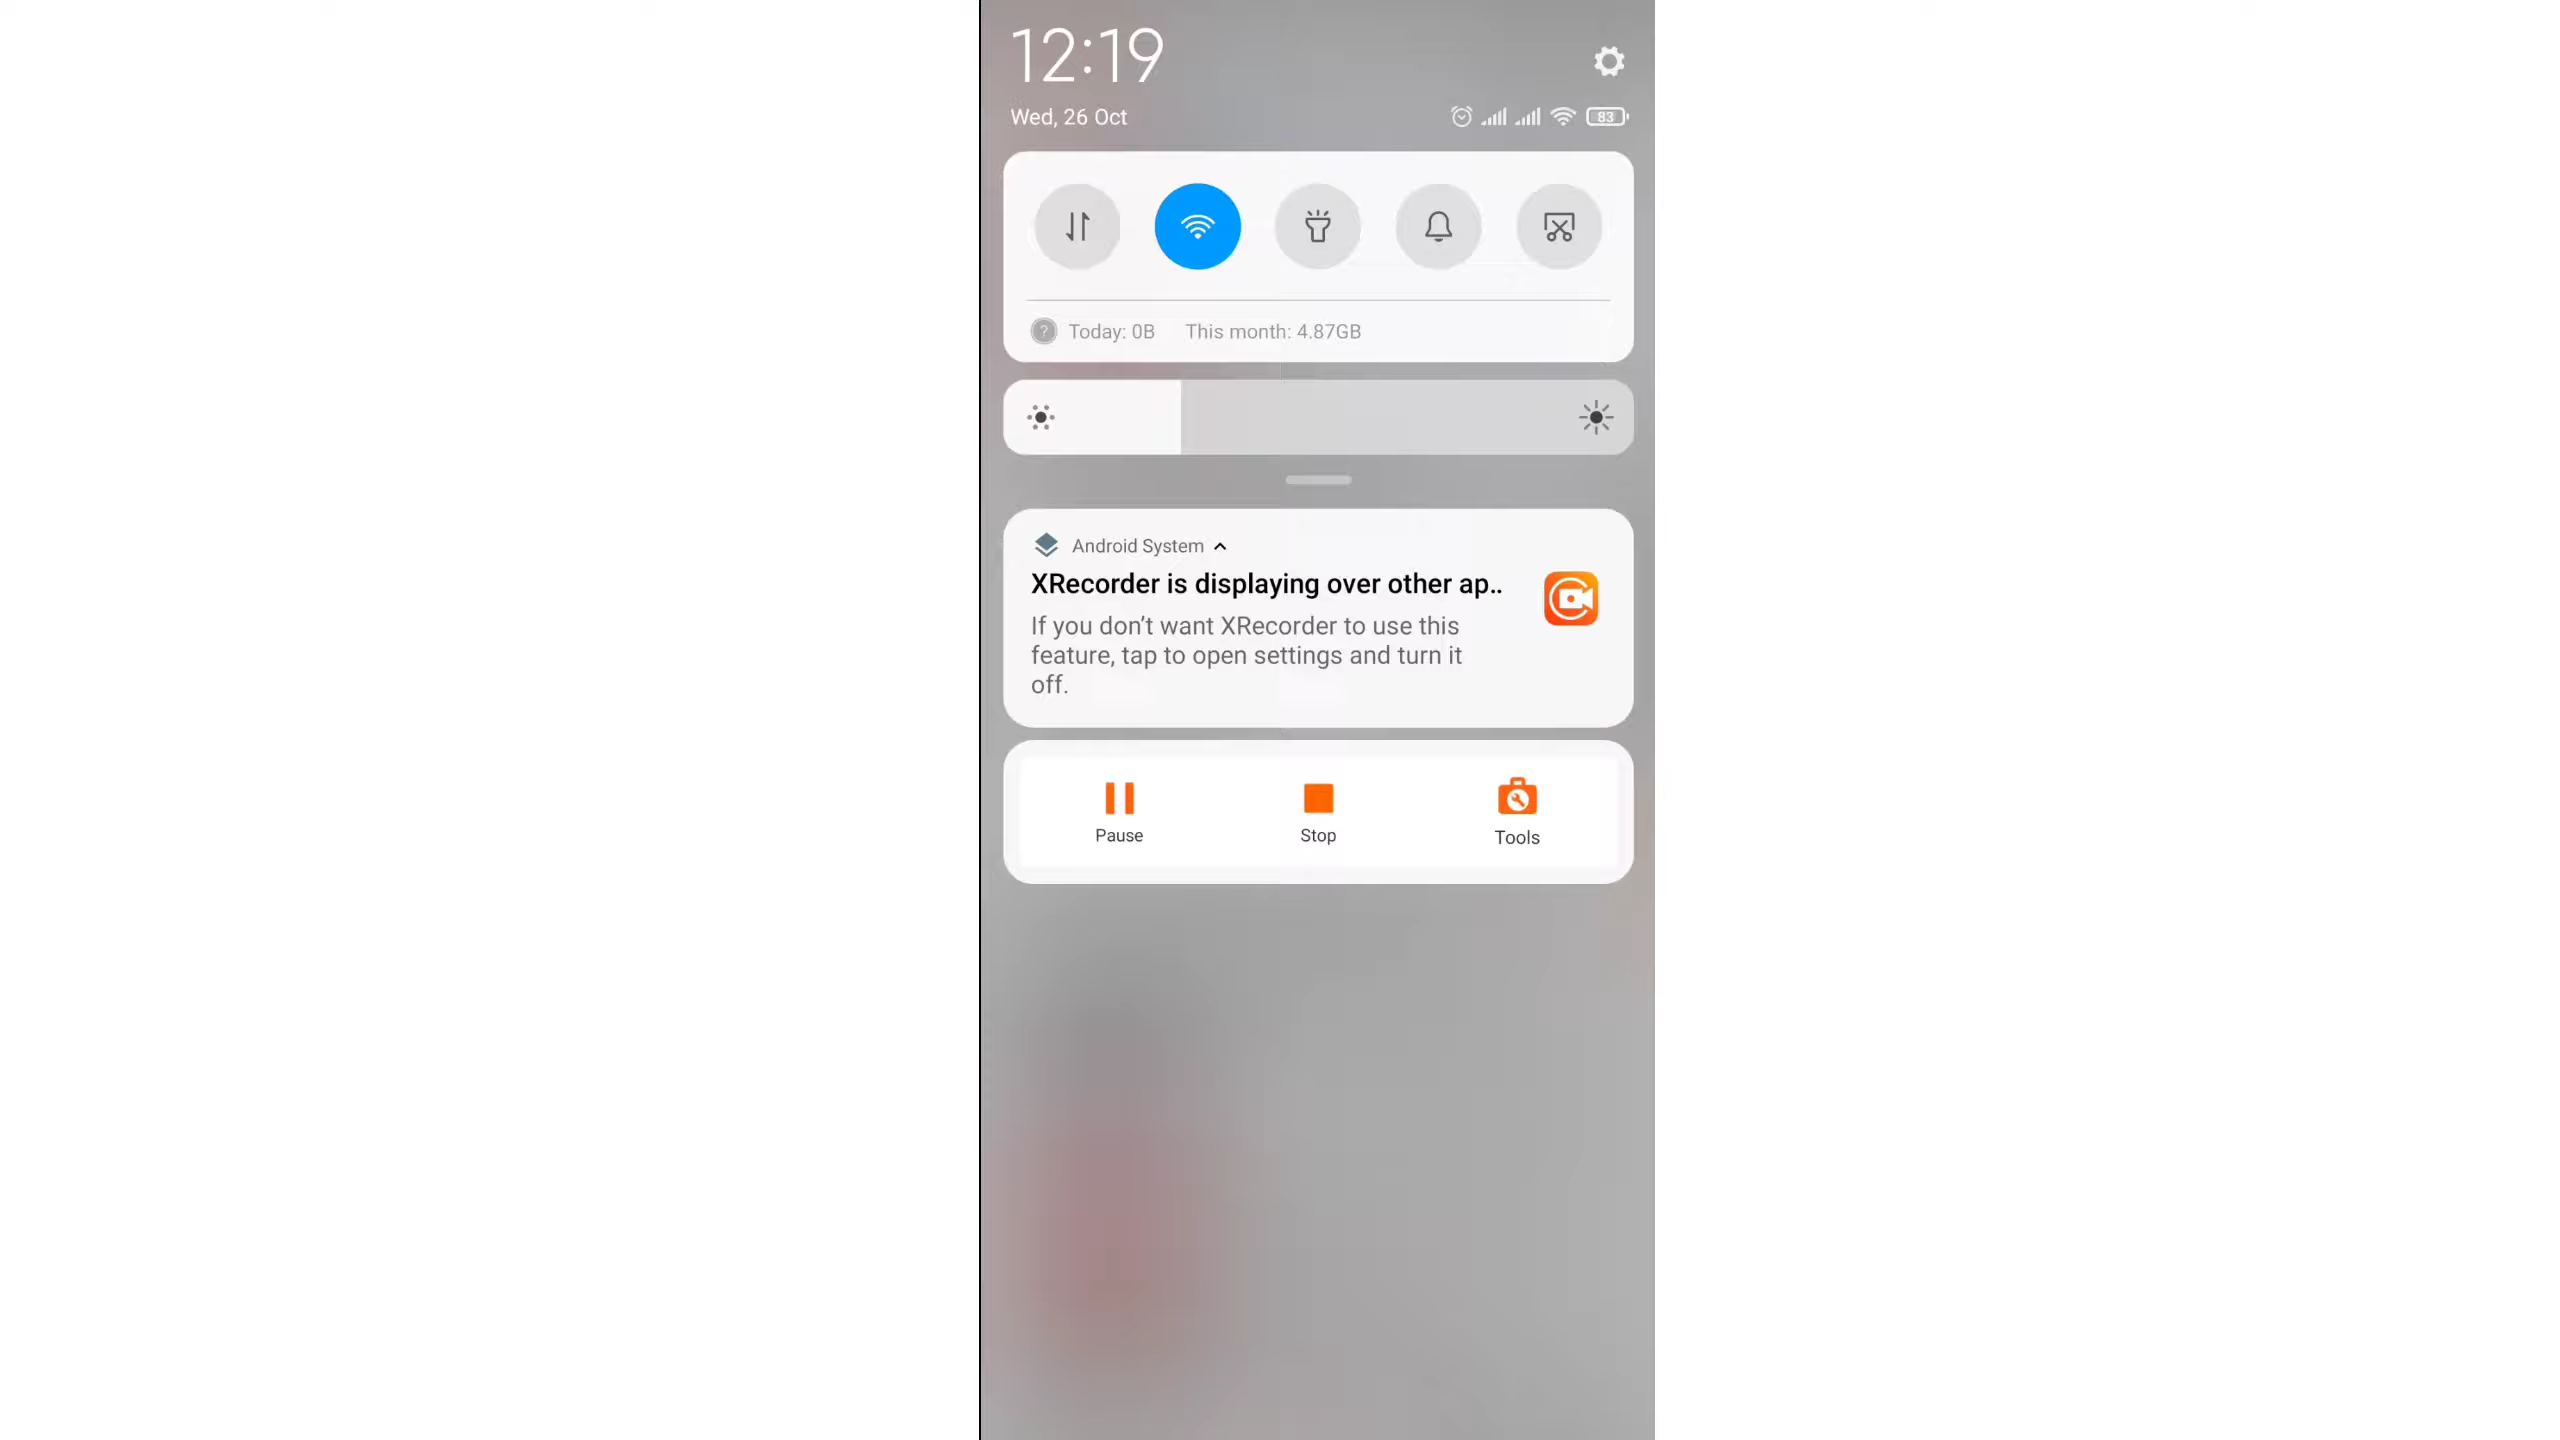 12:19
Wed, 26 Oct
83
? Today: 0B This month: 4.87GB
Android System
XRecorder is displaying over other ap..
If you don’t want XRecorder to use this
feature, tap to open settings and turn it
off.
Pause Stop Tools